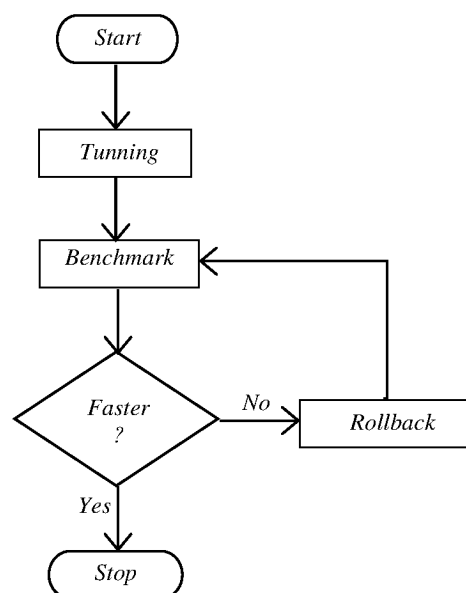 Start
Tunning
Benchmark
Faster
?
No
Rollback
Yes
Stop